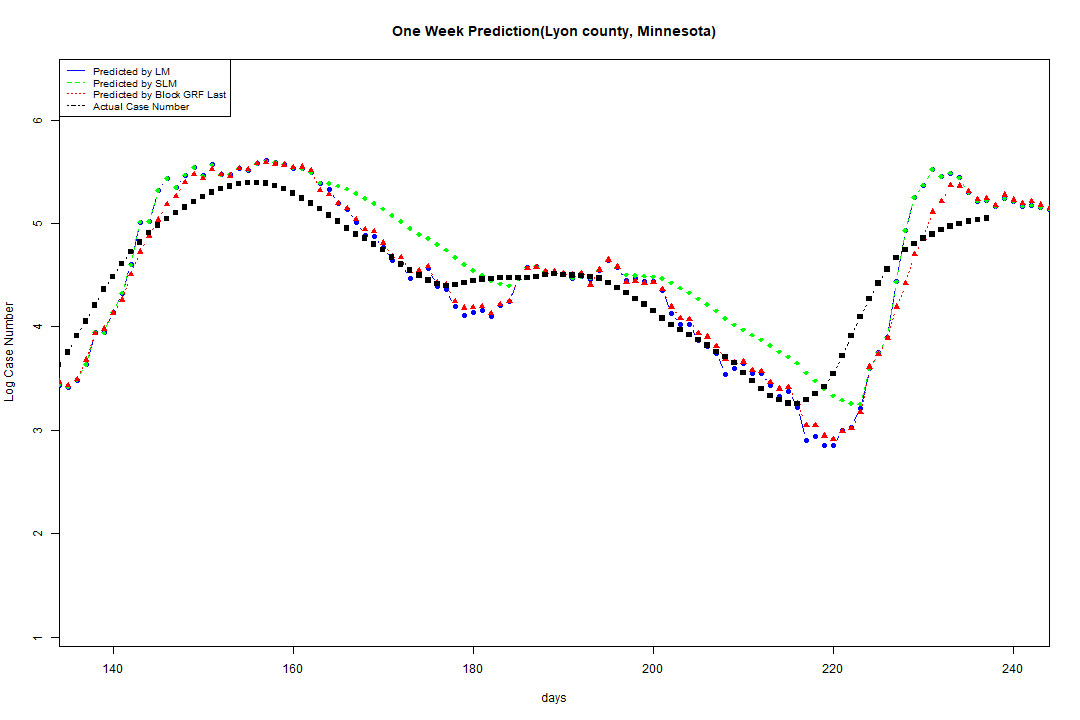 One Week Prediction(Lyon county, Minnesota)
Predicted by LM
Predicted by SLM
Predicted by Block GRF Last
Actual Case Number
6
5
4
3
2
1
Log Case Number
140 160 180 200 220 240
days